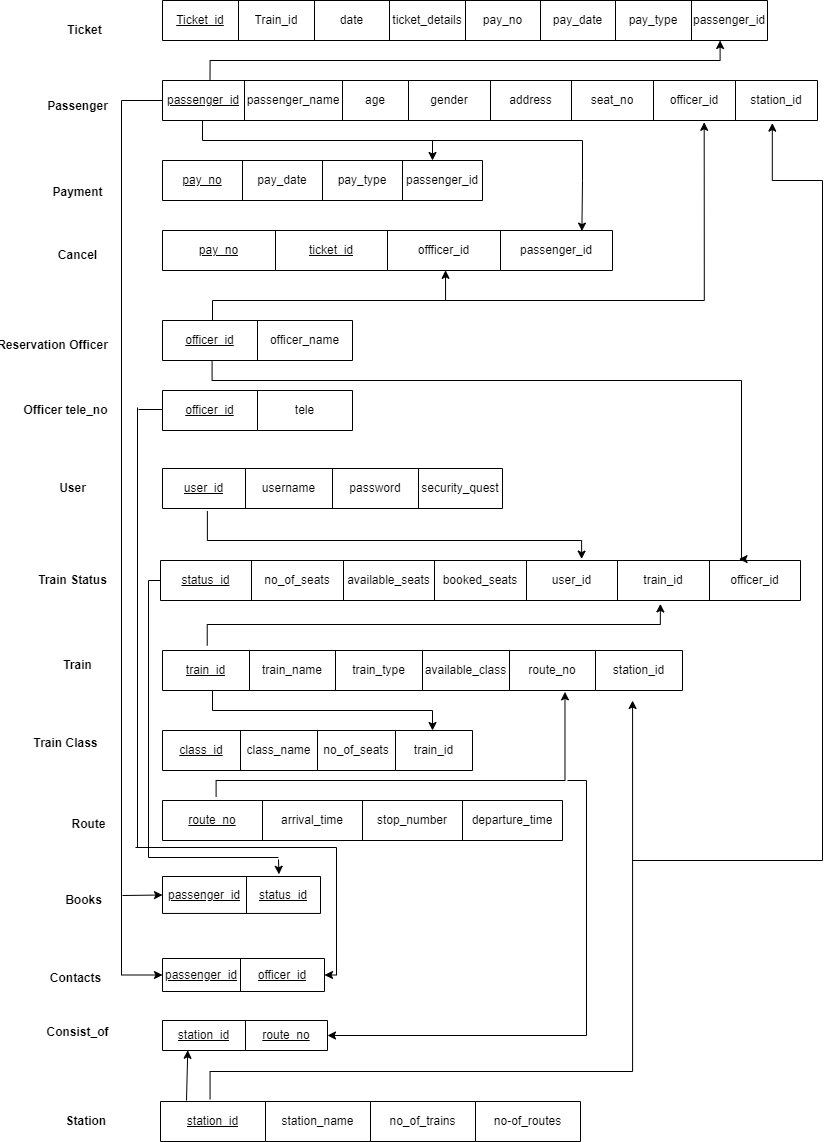 Ticket Ticket_id Train_id date ticket_details pay_no pay_date pay_type passenger_id
Passenger passenger_id passenger_name age gender address seat_no officer_id station_id
Payment pay_no pay_date pay_type passenger_id
Cancel pay_no ticket_id offficer_id passenger_id
Reservation Officer officer_id officer_name
Officer tele_no officer_id tele
User user_id username password security_quest
Train Status status_id no_of_seats available_seats booked_seats user_id train_id officer_id
Train train_id train_name train_type available_class route_no station_id
Train Class class_id class_name no_of_seats train_id
Route route_no arrival_time stop_number departure_time
Books passenger_id status_id
Contacts passenger_id officer_id
Consist_of station_id route_no
Station station_id station_name no_of_trains no-of_routes